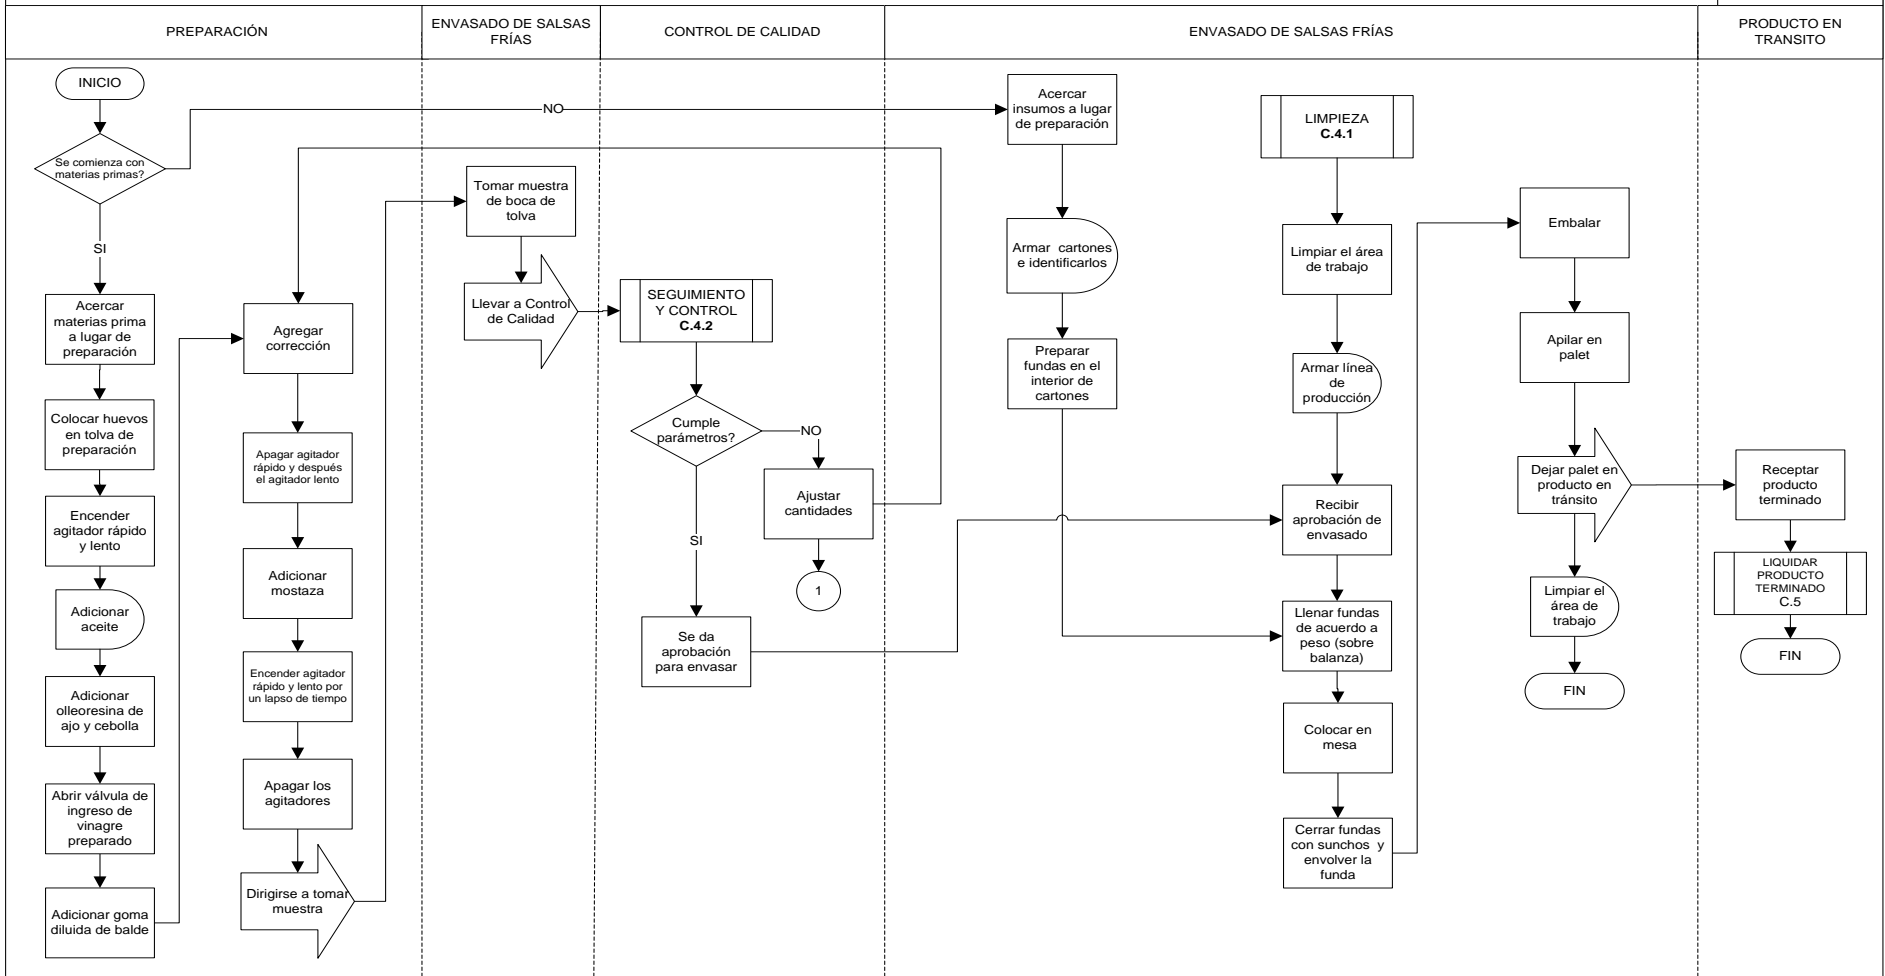 PREPARACIÓN
ENVASADO DE SALSAS
FRÍAS
CONTROL DE CALIDAD
ENVASADO DE SALSAS FRÍAS
PRODUCTO EN
TRANSITO
INICIO
Se comienza con
materias primas?
NO
SI
Acercar
materias prima
a lugar de
preparación
Colocar huevos
en tolva de
preparación
Encender
agitador rápido
y lento
Adicionar
aceite
Adicionar
olleoresina de
ajo y cebolla
Abrir válvula de
ingreso de
vinagre
preparado
Adicionar goma
diluida de balde
Agregar
corrección
Apagar agitador
rápido y después
el agitador lento
Adicionar
mostaza
Encender agitador
rápido y lento por
un lapso de tiempo
Apagar los
agitadores
Dirigirse a tomar
muestra
Tomar muestra
de boca de
tolva
Llevar a Control
de Calidad
SEGUIMIENTO
Y CONTROL
C.4.2
Cumple
parámetros?
NO
Ajustar
cantidades
1
SI
Se da
aprobación
para envasar
Acercar
insumos a lugar
de preparación
Armar cartones
e identificarlos
Preparar
fundas en el
interior de
cartones
LIMPIEZA
C.4.1
Limpiar el área
de trabajo
Armar línea
de
producción
Recibir
aprobación de
envasado
Llenar fundas
de acuerdo a
peso (sobre
balanza)
Colocar en
mesa
Cerrar fundas
con sunchos y
envolver la
funda
Embalar
Apilar en
palet
Dejar palet en
producto en
tránsito
Limpiar el
área de
trabajo
FIN
Receptar
producto
terminado
LIQUIDAR
PRODUCTO
TERMINADO
C.5
FIN